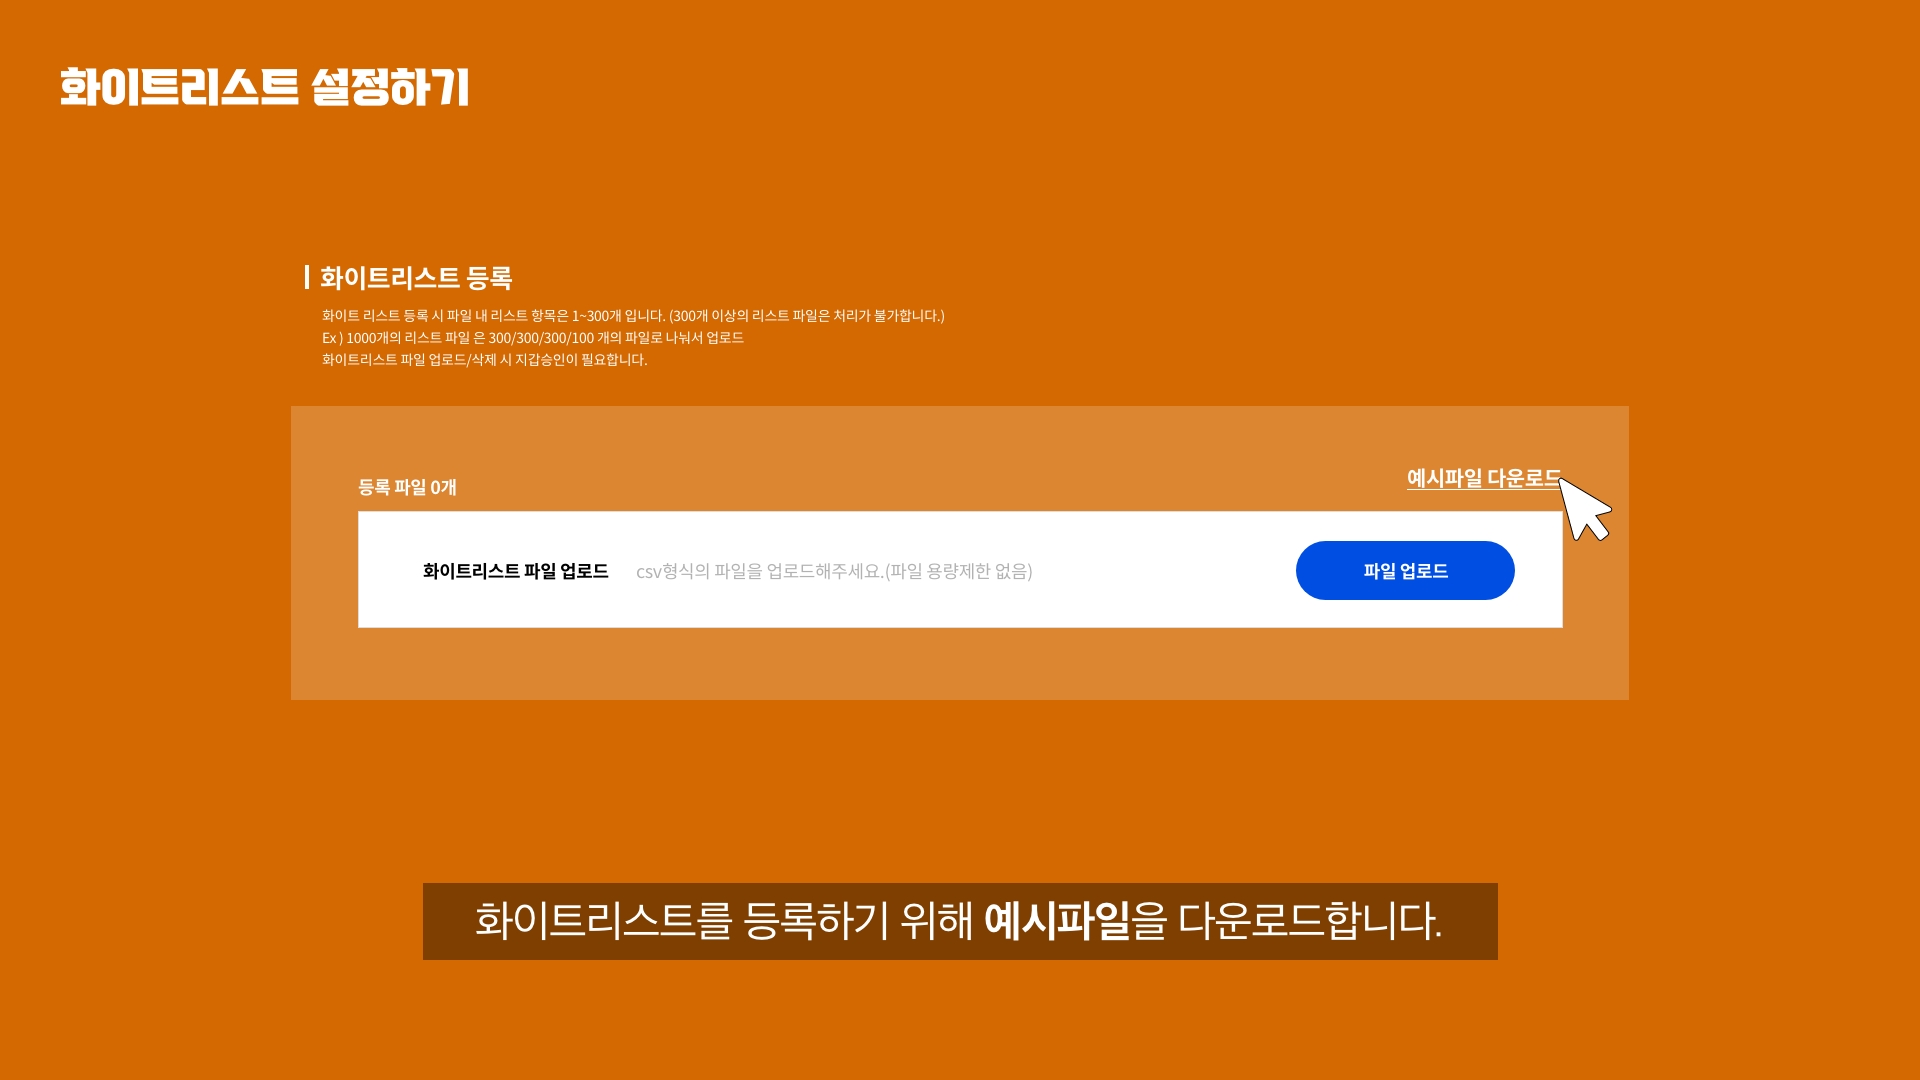 화이트리스트 설정하기
화이트리스트 등록
화이트 리스트 등록 시 파일 내 리스트 항목은 1~300개 입니다. (300개 이상의 리스트 파일은 처리가 불가합니다.)
Ex ) 1000개의 리스트 파일 은 300/300/300/100 개의 파일로 나눠서 업로드
화이트리스트 파일 업로드/삭제 시 지갑승인이 필요합니다.
예시파일 다운로드
등록 파일 0개
화이트리스트 파일 업로드 csv형식의 파일을 업로드해주세요.(파일 용량제한 없음) 파일 업로드
화이트리스트를 등록하기 위해 예시파일을 다운로드합니다.